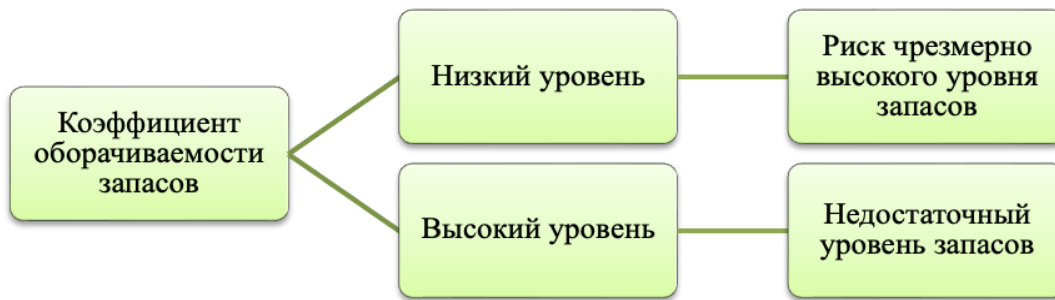 Коэффициент
оборачиваемости
запасов
Низкий уровень
Риск чрезмерно
высокого уровня
запасов
Высокий уровень
Недостаточный
уровень запасов